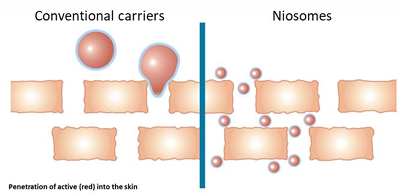 Conventional carriers
Niosomes
Penetration of active (red) into the skin